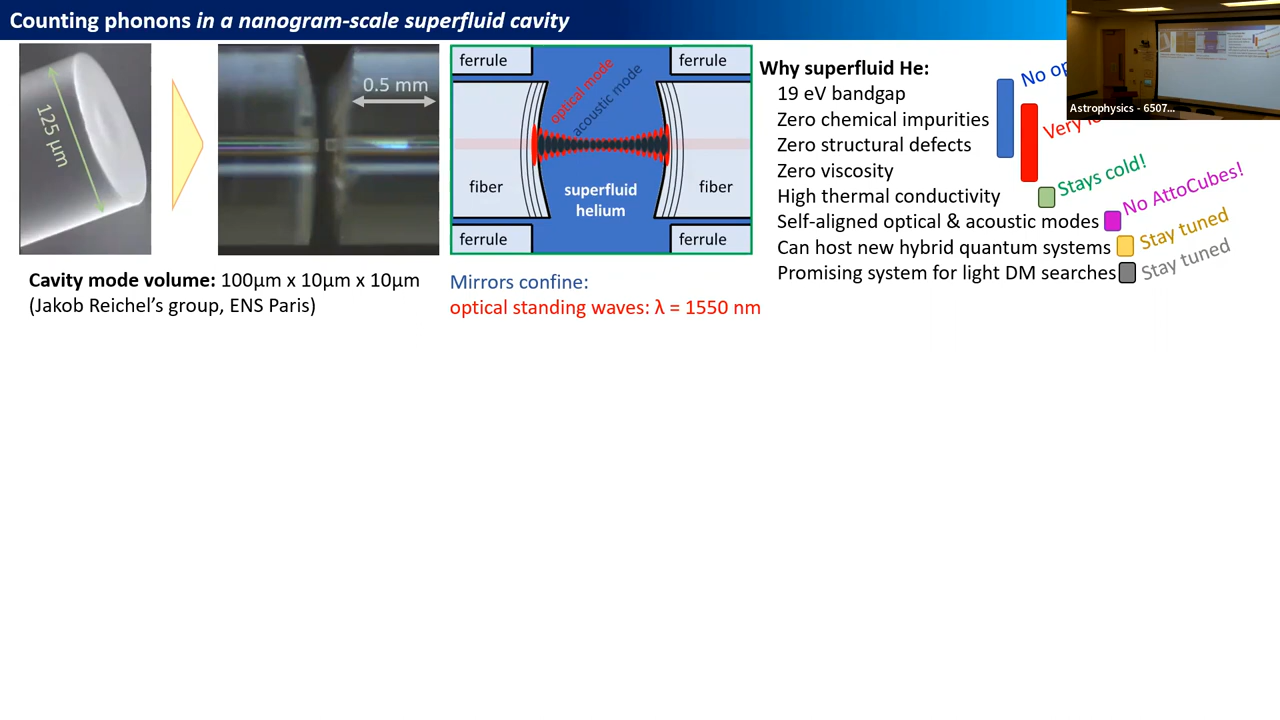 Counting phonons in a nanogram-scale superfluid cavity
125 µm
0.5 mm
ferrule
ferrule
optical mode
acoustic mode
fiber
fiber
superfluid
helium
ferrule
ferrule
Cavity mode volume: 100µm x 10µm x 10µm
(Jakob Reichel's group, ENS Paris)
Mirrors confine:
optical standing waves: λ = 1550 nm
Why superfluid He:
19 eV bandgap
Zero chemical impurities
Zero structural defects
Zero viscosity
High thermal conductivity
Self-aligned optical & acoustic modes
Can host new hybrid quantum systems
Promising system for light DM searches
No
Very
Stays cold!
No AttoCubes!
Stay tuned
Stay tuned
Astrophysics - 6507...